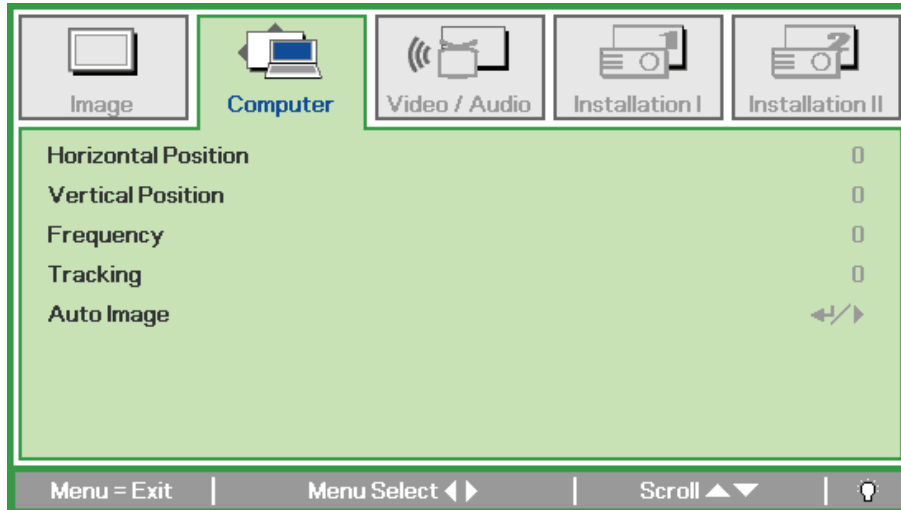 Image Computer Video / Audio Installation I Installation II
Horizontal Position 0
Vertical Position 0
Frequency 0
Tracking 0
Auto Image ↵/▶
Menu = Exit | Menu Select ◀▶ | Scroll ▲▼ |